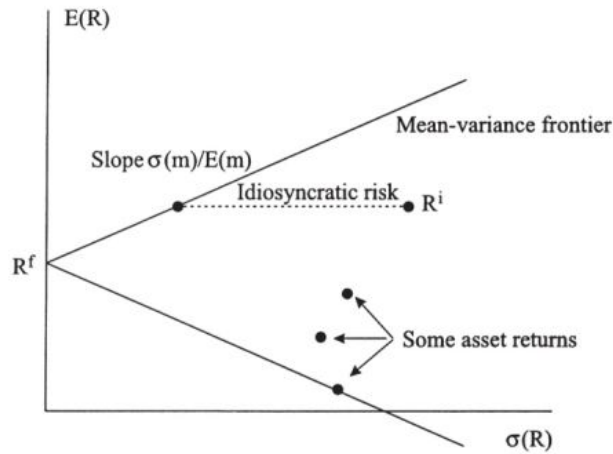 E(R)
Mean-variance frontier
Slope σ(m)/E(m)
Idiosyncratic risk
R^i
R^f
Some asset returns
σ(R)